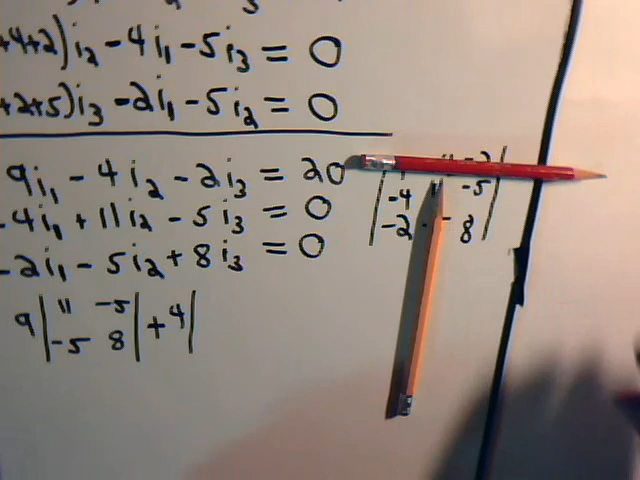 +4+2)i₂ - 4i₁ - 5i₃ = 0
+2+5)i₃ - 2i₁ - 5i₂ = 0
9i₁ - 4i₂ - 2i₃ = 20
-4i₁ + 11i₂ - 5i₃ = 0
-2i₁ - 5i₂ + 8i₃ = 0
-4 -5
-2 - 8
9 | 11 -5 | + 4 |
-5 8